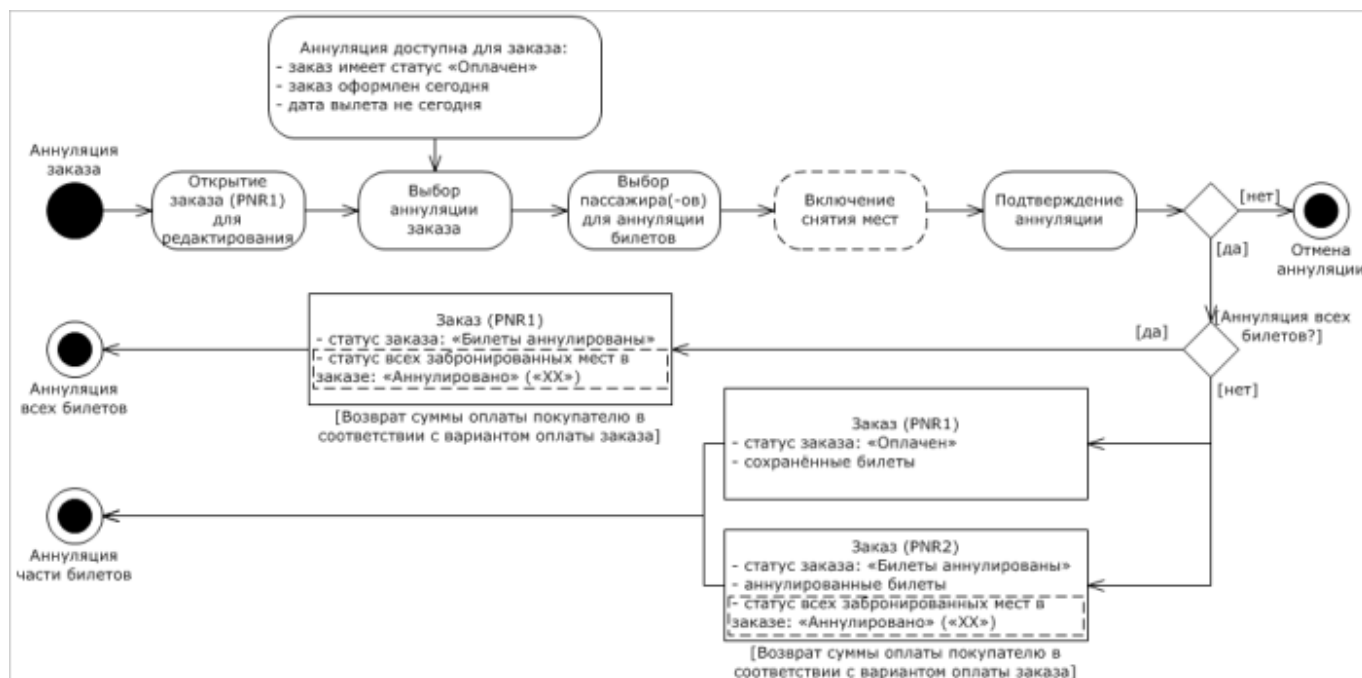 Аннуляция доступна для заказа:
- заказ имеет статус «Оплачен»
- заказ оформлен сегодня
- дата вылета не сегодня
Аннуляция
заказа
Открытие
заказа (PNR1)
для
редактирования
Выбор
аннуляции
заказа
Выбор
пассажира(-ов)
для аннуляции
билетов
Включение
снятия мест
Подтверждение
аннуляции
[нет]
Отмена
аннуляции
[да]
[Аннуляция всех
билетов?]
[да]
[нет]
Заказ (PNR1)
- статус заказа: «Билеты аннулированы»
- статус всех забронированных мест в
заказе: «Аннулировано» («XX»)
[Возврат суммы оплаты покупателю в
соответствии с вариантом оплаты заказа]
Аннуляция
всех билетов
Заказ (PNR1)
- статус заказа: «Оплачен»
- сохранённые билеты
Аннуляция
части билетов
Заказ (PNR2)
- статус заказа: «Билеты аннулированы»
- аннулированные билеты
- статус всех забронированных мест в
заказе: «Аннулировано» («XX»)
[Возврат суммы оплаты покупателю в
соответствии с вариантом оплаты заказа]